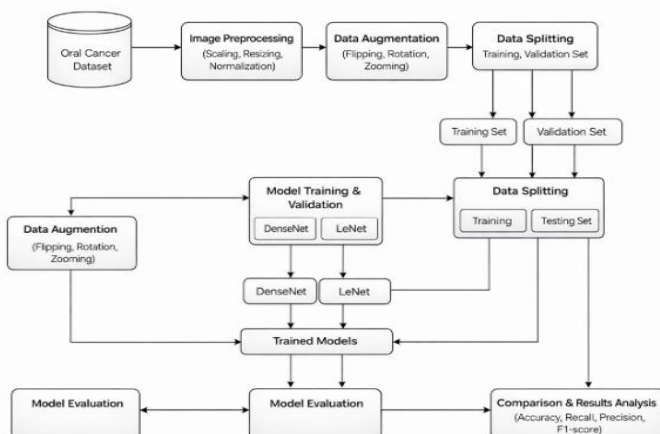 Oral Cancer
Dataset
Image Preprocessing
(Scaling, Resizing,
Normalization)
Data Augmentation
(Flipping, Rotation,
Zooming)
Data Splitting
Training, Validation Set
Training Set
Validation Set
Model Training &
Validation
DenseNet
LeNet
Data Splitting
Training
Testing Set
Data Augmention
(Flipping, Rotation,
Zooming)
DenseNet
LeNet
Trained Models
Model Evaluation
Model Evaluation
Comparison & Results Analysis
(Accuracy, Recall, Precision,
F1-score)